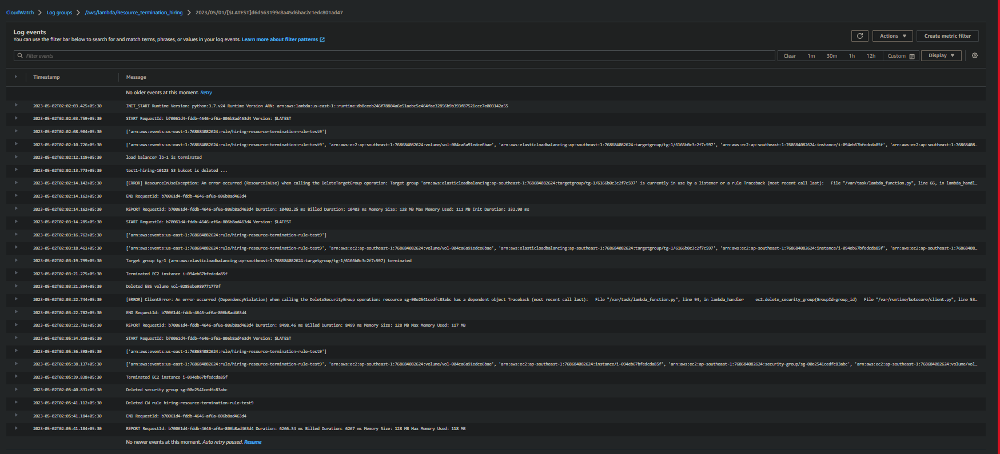 CloudWatch > Log groups > /aws/lambda/Resource_termination_hiring > 2023/05/01/[$LATEST]d6d563199c8a45d6bac2c1edc801ad47
Log events
You can use the filter bar below to search for and match terms, phrases, or values in your log events. Learn more about filter patterns
Actions ▼ Create metric filter
Filter events Clear 1m 30m 1h 12h Custom Display ▼
Timestamp Message
No older events at this moment. Retry
2023-05-02T02:02:03.425+05:30 INIT_START Runtime Version: python:3.7.v24 Runtime Version ARN: arn:aws:lambda:us-east-1::runtime:db8ceeb246f78804a6e51aebc5c464fae32856b9b393f87521ccc7e003142a55
2023-05-02T02:02:03.759+05:30 START RequestId: b70061d4-fddb-4646-af6a-806b8ad463d4 Version: $LATEST
2023-05-02T02:02:08.904+05:30 ['arn:aws:events:us-east-1:768684082624:rule/hiring-resource-termination-rule-test9']
2023-05-02T02:02:10.726+05:30 ['arn:aws:events:us-east-1:768684082624:rule/hiring-resource-termination-rule-test9', 'arn:aws:ec2:ap-southeast-1:768684082624:volume/vol-004ca6a91edce6bae', 'arn:aws:elasticloadbalancing:ap-southeast-1:768684082624:targetgroup/tg-1/6166b0c3c2f7c597', 'arn:aws:ec2:ap-southeast-1:768684082624:instance/i-094eb67bfedcda85f', 'arn:aws:ec2:ap-southeast-1:76868408…
2023-05-02T02:02:12.119+05:30 load balancer lb-1 is terminated
2023-05-02T02:02:13.773+05:30 test1-hiring-10123 S3 bukcet is deleted ...
2023-05-02T02:02:14.142+05:30 [ERROR] ResourceInUseException: An error occurred (ResourceInUse) when calling the DeleteTargetGroup operation: Target group 'arn:aws:elasticloadbalancing:ap-southeast-1:768684082624:targetgroup/tg-1/6166b0c3c2f7c597' is currently in use by a listener or a rule Traceback (most recent call last): File "/var/task/lambda_function.py", line 66, in lambda_handl…
2023-05-02T02:02:14.162+05:30 END RequestId: b70061d4-fddb-4646-af6a-806b8ad463d4
2023-05-02T02:02:14.162+05:30 REPORT RequestId: b70061d4-fddb-4646-af6a-806b8ad463d4 Duration: 10402.25 ms Billed Duration: 10403 ms Memory Size: 128 MB Max Memory Used: 111 MB Init Duration: 332.90 ms
2023-05-02T02:03:14.285+05:30 START RequestId: b70061d4-fddb-4646-af6a-806b8ad463d4 Version: $LATEST
2023-05-02T02:03:16.762+05:30 ['arn:aws:events:us-east-1:768684082624:rule/hiring-resource-termination-rule-test9']
2023-05-02T02:03:18.461+05:30 ['arn:aws:events:us-east-1:768684082624:rule/hiring-resource-termination-rule-test9', 'arn:aws:ec2:ap-southeast-1:768684082624:volume/vol-004ca6a91edce6bae', 'arn:aws:elasticloadbalancing:ap-southeast-1:768684082624:targetgroup/tg-1/6166b0c3c2f7c597', 'arn:aws:ec2:ap-southeast-1:768684082624:instance/i-094eb67bfedcda85f', 'arn:aws:ec2:ap-southeast-1:76868408…
2023-05-02T02:03:19.799+05:30 Target group tg-1 (arn:aws:elasticloadbalancing:ap-southeast-1:768684082624:targetgroup/tg-1/6166b0c3c2f7c597) terminated
2023-05-02T02:03:21.275+05:30 Terminated EC2 instance i-094eb67bfedcda85f
2023-05-02T02:03:21.894+05:30 Deleted EBS volume vol-0285ebe989771773f
2023-05-02T02:03:22.744+05:30 [ERROR] ClientError: An error occurred (DependencyViolation) when calling the DeleteSecurityGroup operation: resource sg-00e2541cedfc83abc has a dependent object Traceback (most recent call last): File "/var/task/lambda_function.py", line 94, in lambda_handler ec2.delete_security_group(GroupId=group_id) File "/var/runtime/botocore/client.py", line 53…
2023-05-02T02:03:22.782+05:30 END RequestId: b70061d4-fddb-4646-af6a-806b8ad463d4
2023-05-02T02:03:22.782+05:30 REPORT RequestId: b70061d4-fddb-4646-af6a-806b8ad463d4 Duration: 8498.46 ms Billed Duration: 8499 ms Memory Size: 128 MB Max Memory Used: 117 MB
2023-05-02T02:05:34.918+05:30 START RequestId: b70061d4-fddb-4646-af6a-806b8ad463d4 Version: $LATEST
2023-05-02T02:05:36.398+05:30 ['arn:aws:events:us-east-1:768684082624:rule/hiring-resource-termination-rule-test9']
2023-05-02T02:05:38.137+05:30 ['arn:aws:events:us-east-1:768684082624:rule/hiring-resource-termination-rule-test9', 'arn:aws:ec2:ap-southeast-1:768684082624:volume/vol-004ca6a91edce6bae', 'arn:aws:ec2:ap-southeast-1:768684082624:instance/i-094eb67bfedcda85f', 'arn:aws:ec2:ap-southeast-1:768684082624:security-group/sg-00e2541cedfc83abc', 'arn:aws:ec2:ap-southeast-1:768684082624:volume/vol…
2023-05-02T02:05:39.838+05:30 Terminated EC2 instance i-094eb67bfedcda85f
2023-05-02T02:05:40.831+05:30 Deleted security group sg-00e2541cedfc83abc
2023-05-02T02:05:41.112+05:30 Deleted CW rule hiring-resource-termination-rule-test9
2023-05-02T02:05:41.184+05:30 END RequestId: b70061d4-fddb-4646-af6a-806b8ad463d4
2023-05-02T02:05:41.184+05:30 REPORT RequestId: b70061d4-fddb-4646-af6a-806b8ad463d4 Duration: 6266.34 ms Billed Duration: 6267 ms Memory Size: 128 MB Max Memory Used: 118 MB
No newer events at this moment. Auto retry paused. Resume